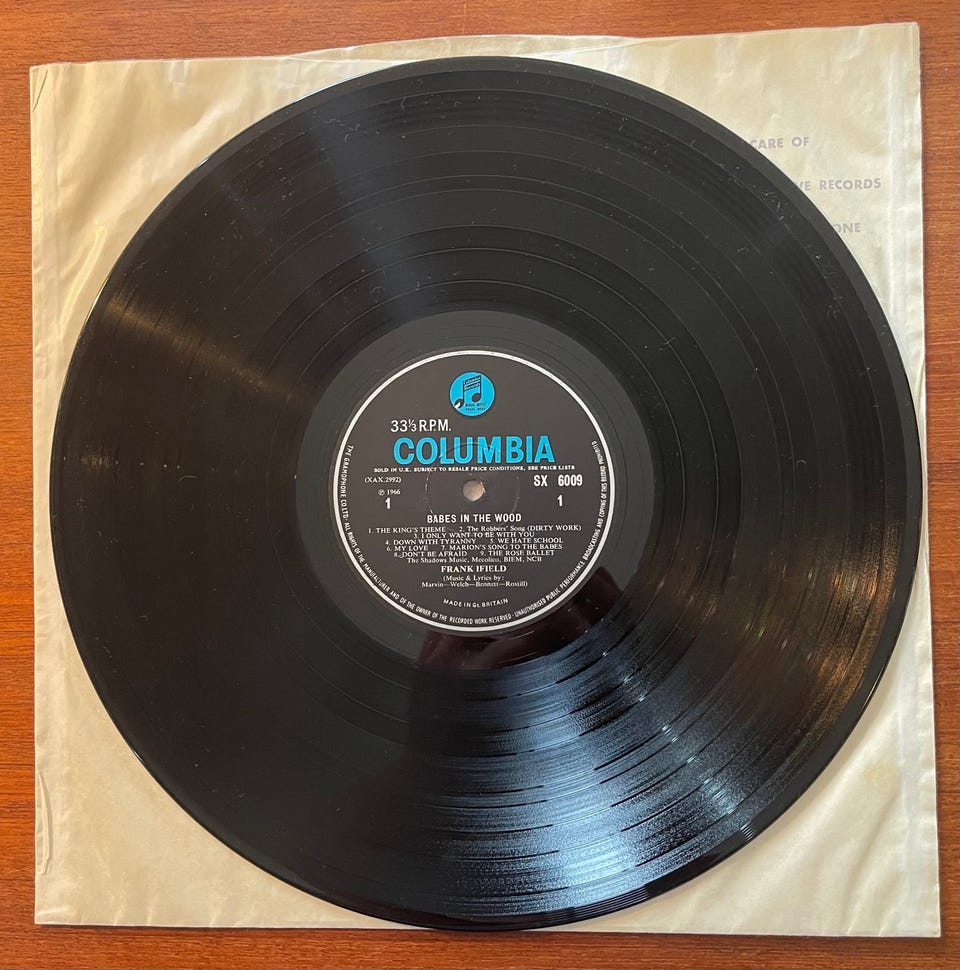 CARE OF
VE RECORDS
ONE
MAGIC NOTES
TRADE MARK
33⅓ R.P.M.
COLUMBIA
SOLD IN U.K. SUBJECT TO RESALE PRICE CONDITIONS, SEE PRICE LISTS
(XAX.2992)
SX 6009
℗ 1966
1
1
BABES IN THE WOOD
1. THE KING'S THEME 2. The Robbers' Song (DIRTY WORK)
3. I ONLY WANT TO BE WITH YOU
4. DOWN WITH TYRANNY 5. WE HATE SCHOOL
6. MY LOVE 7. MARION'S SONG TO THE BABES
8. DON'T BE AFRAID 9. THE ROSE BALLET
The Shadows Music, Mecolico, BIEM, NCB
FRANK IFIELD
(Music & Lyrics by:
Marvin—Welch—Bennett—Rostill)
MADE IN GT. BRITAIN
THE GRAMOPHONE CO LTD. ALL RIGHTS OF THE MANUFACTURER AND OF THE OWNER OF THE RECORDED WORK RESERVED · UNAUTHORISED PUBLIC PERFORMANCE BROADCASTING AND COPYING OF THIS RECORD PROHIBITED